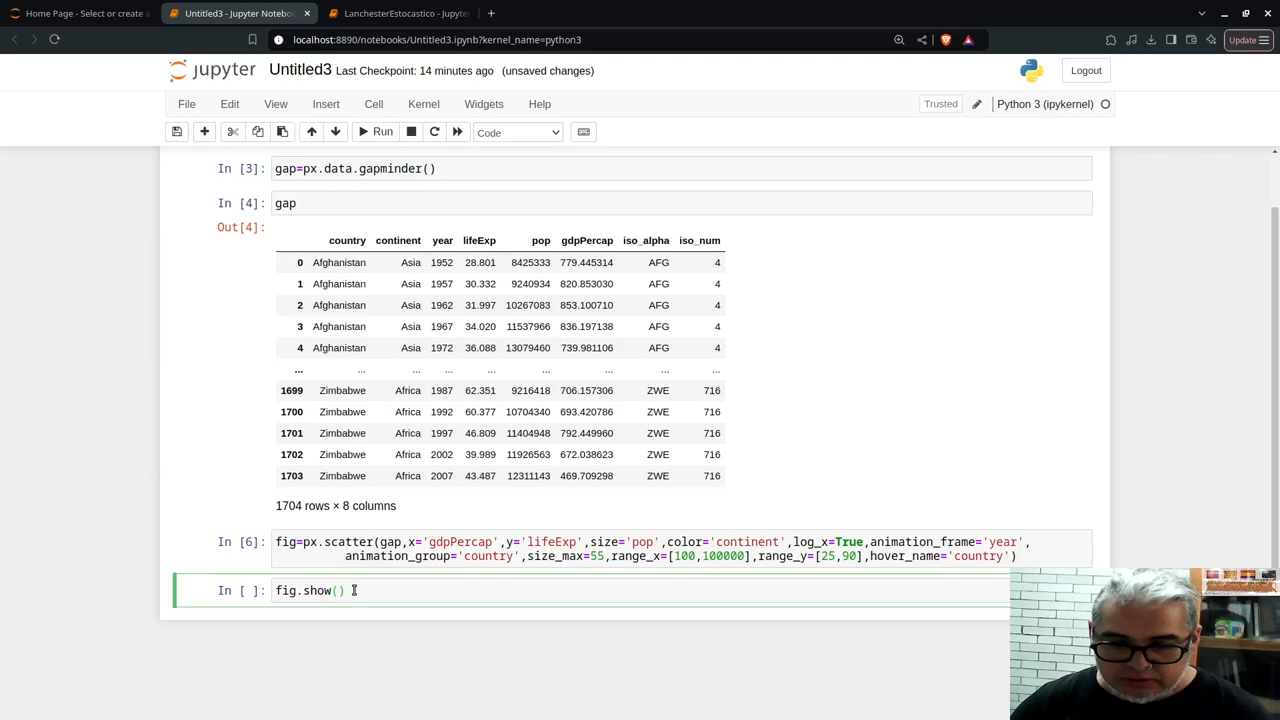 Home Page - Select or create a
Untitled3 - Jupyter Notebo
LanchesterEstocastico - Jupyter
localhost:8890/notebooks/Untitled3.ipynb?kernel_name=python3
Update
jupyter Untitled3 Last Checkpoint: 14 minutes ago (unsaved changes)
Logout
File Edit View Insert Cell Kernel Widgets Help
Trusted Python 3 (ipykernel)
Run Code
In [3]: gap=px.data.gapminder()
In [4]: gap
Out[4]:
country continent year lifeExp pop gdpPercap iso_alpha iso_num
0 Afghanistan Asia 1952 28.801 8425333 779.445314 AFG 4
1 Afghanistan Asia 1957 30.332 9240934 820.853030 AFG 4
2 Afghanistan Asia 1962 31.997 10267083 853.100710 AFG 4
3 Afghanistan Asia 1967 34.020 11537966 836.197138 AFG 4
4 Afghanistan Asia 1972 36.088 13079460 739.981106 AFG 4
... ... ... ... ... ... ... ... ...
1699 Zimbabwe Africa 1987 62.351 9216418 706.157306 ZWE 716
1700 Zimbabwe Africa 1992 60.377 10704340 693.420786 ZWE 716
1701 Zimbabwe Africa 1997 46.809 11404948 792.449960 ZWE 716
1702 Zimbabwe Africa 2002 39.989 11926563 672.038623 ZWE 716
1703 Zimbabwe Africa 2007 43.487 12311143 469.709298 ZWE 716
1704 rows × 8 columns
In [6]: fig=px.scatter(gap,x='gdpPercap',y='lifeExp',size='pop',color='continent',log_x=True,animation_frame='year',
animation_group='country',size_max=55,range_x=[100,100000],range_y=[25,90],hover_name='country')
In [ ]: fig.show()